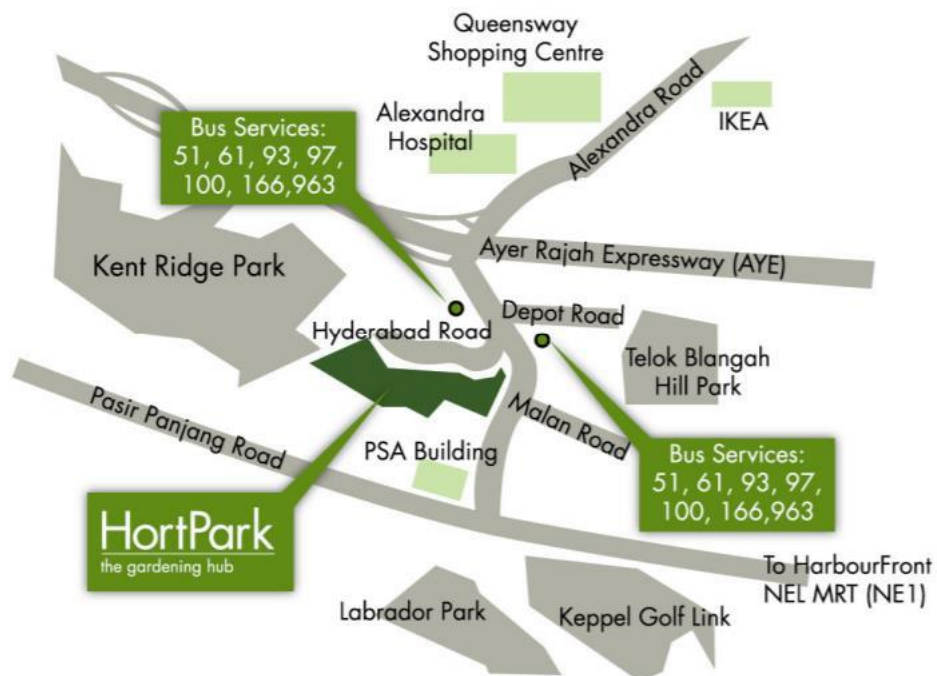 Queensway
Shopping Centre
Alexandra Road
IKEA
Alexandra
Hospital
Bus Services:
51, 61, 93, 97,
100, 166,963
Kent Ridge Park
Ayer Rajah Expressway (AYE)
Depot Road
Hyderabad Road
Telok Blangah
Hill Park
Pasir Panjang Road
Malan Road
PSA Building
Bus Services:
51, 61, 93, 97,
100, 166,963
HortPark
the gardening hub
To HarbourFront
NEL MRT (NE1)
Labrador Park
Keppel Golf Link